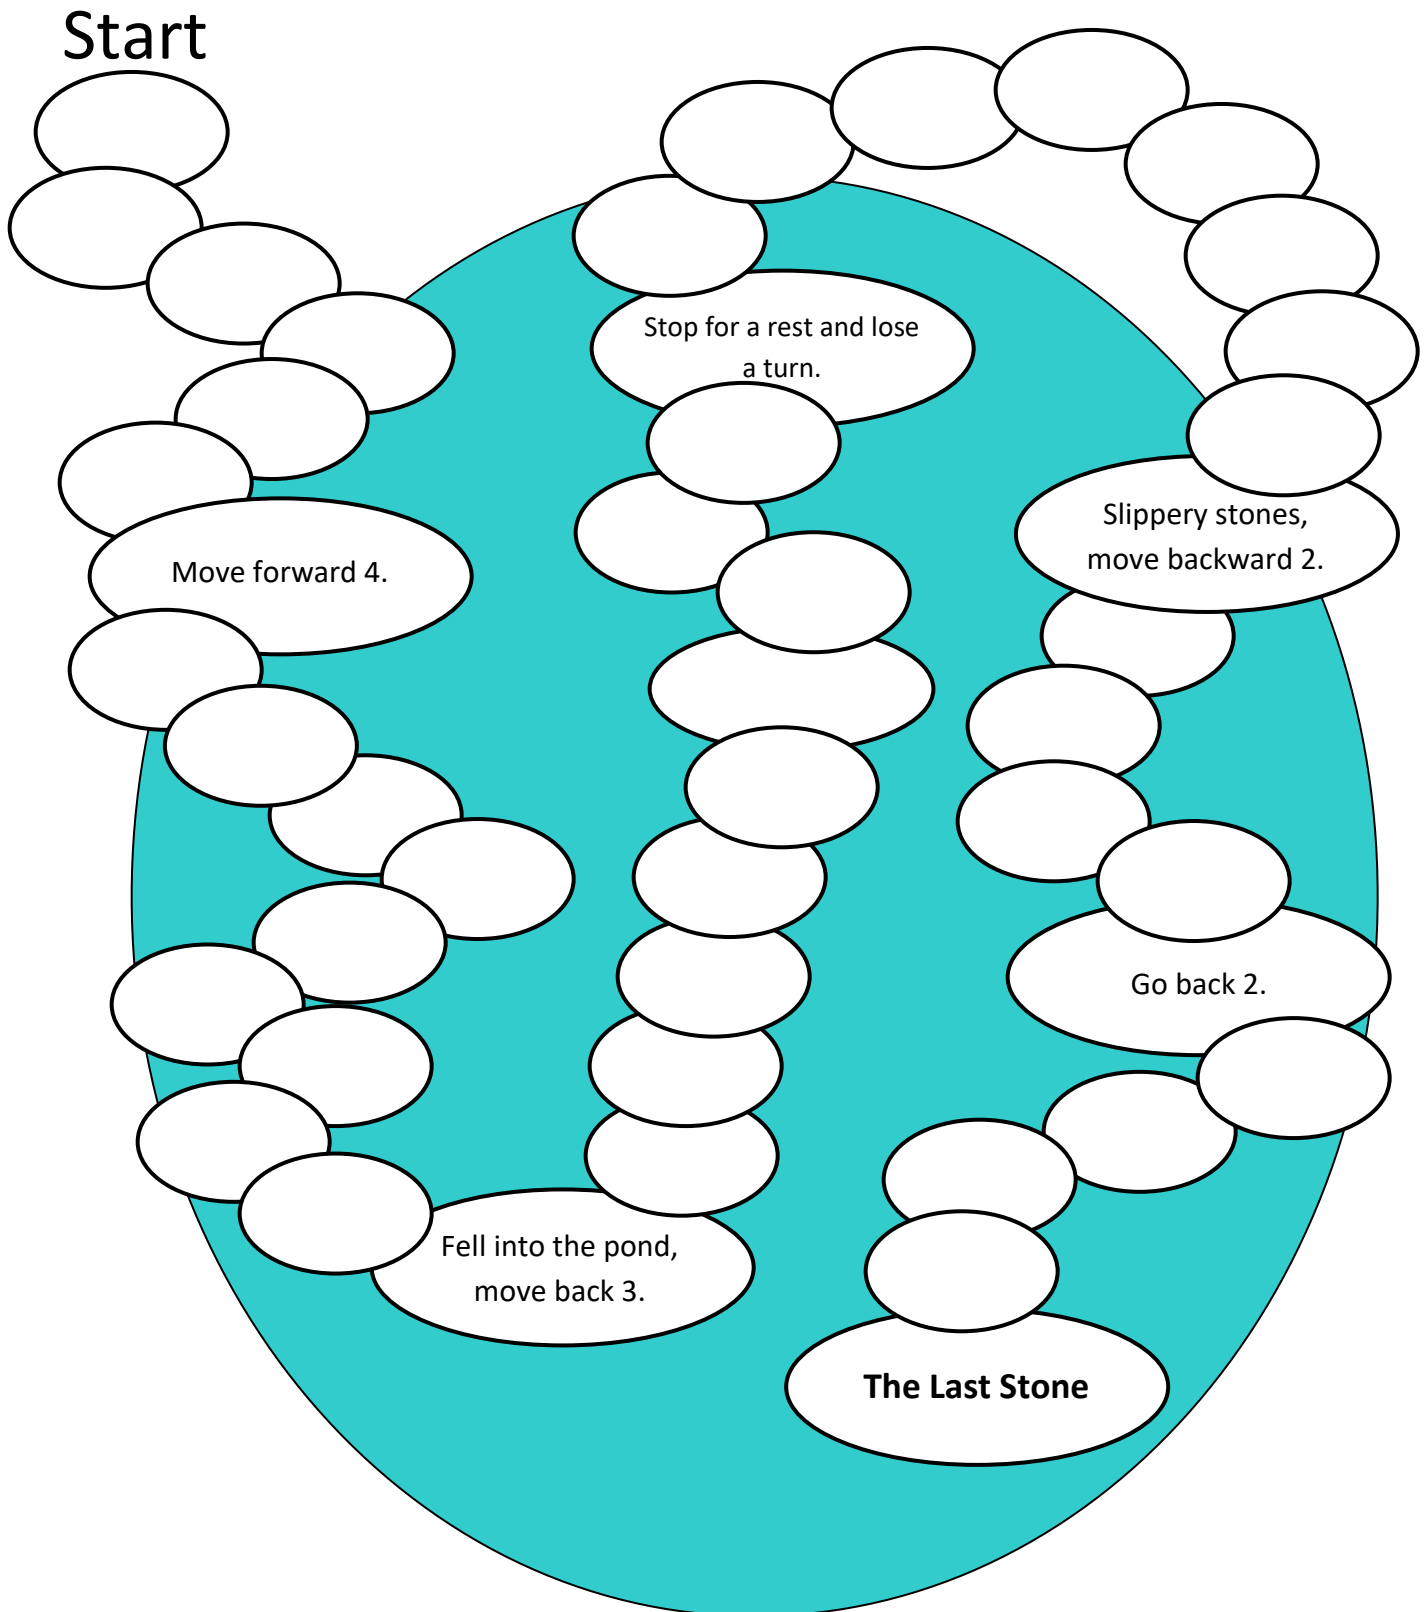 Start
Move forward 4.
Fell into the pond,
move back 3.
Stop for a rest and lose
a turn.
Slippery stones,
move backward 2.
Go back 2.
The Last Stone